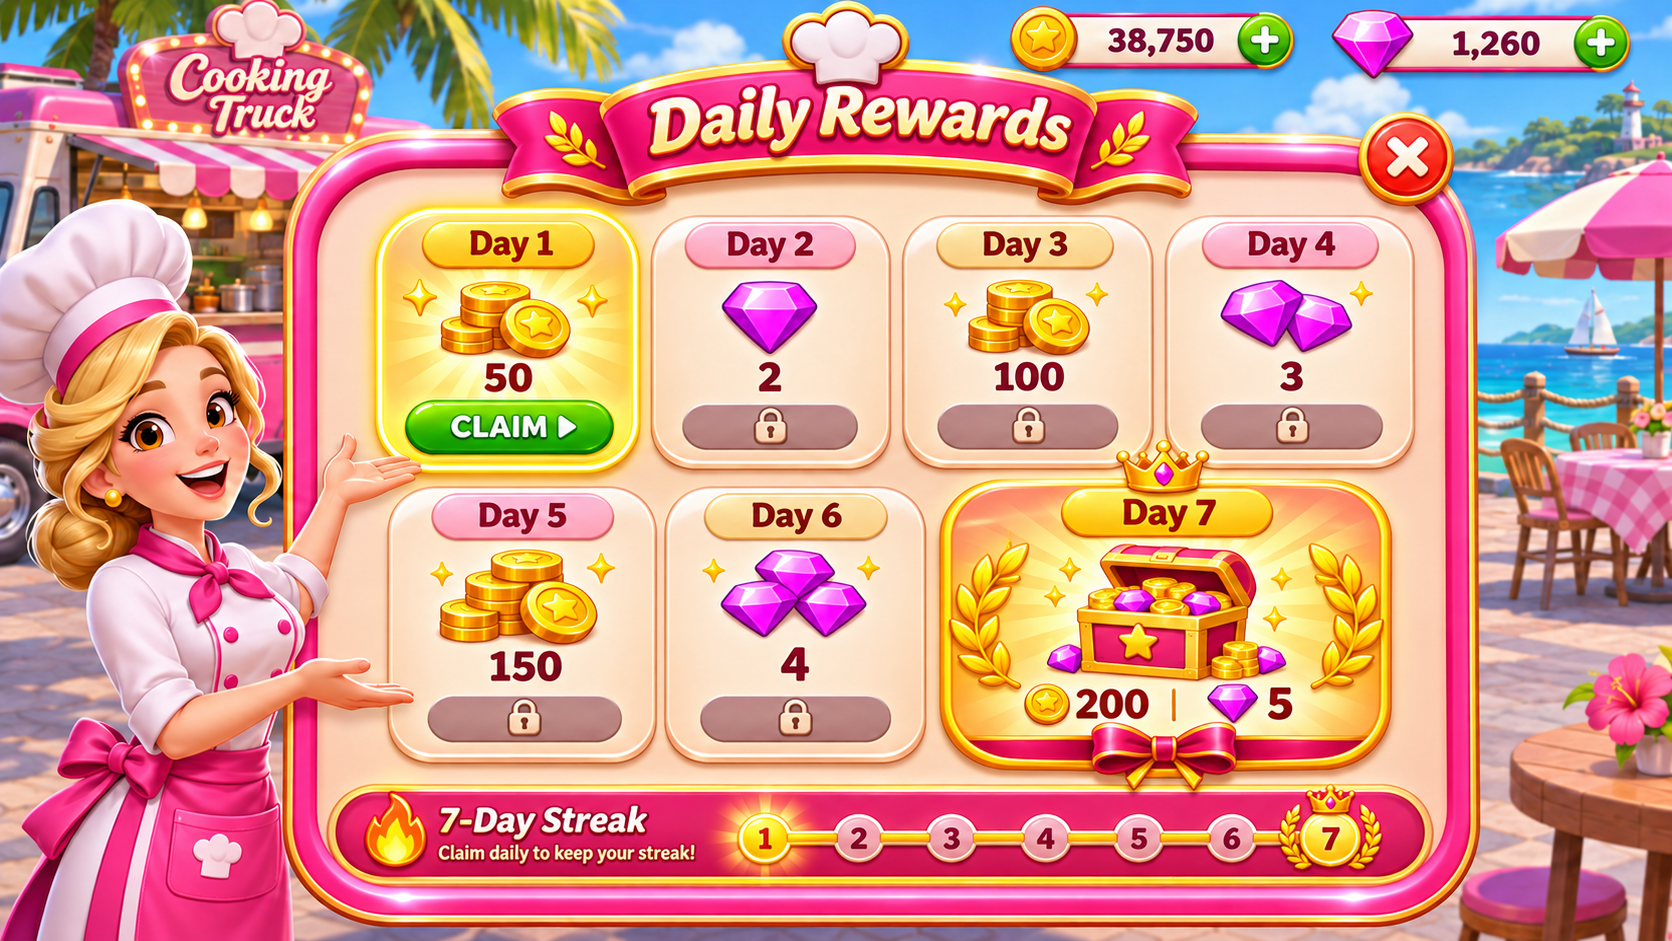 Cooking
Truck
38,750
1,260
Daily Rewards
Day 1
50
CLAIM
Day 2
2
Day 3
100
Day 4
3
Day 5
150
Day 6
4
Day 7
200 | 5
7-Day Streak
Claim daily to keep your streak!
1 2 3 4 5 6 7